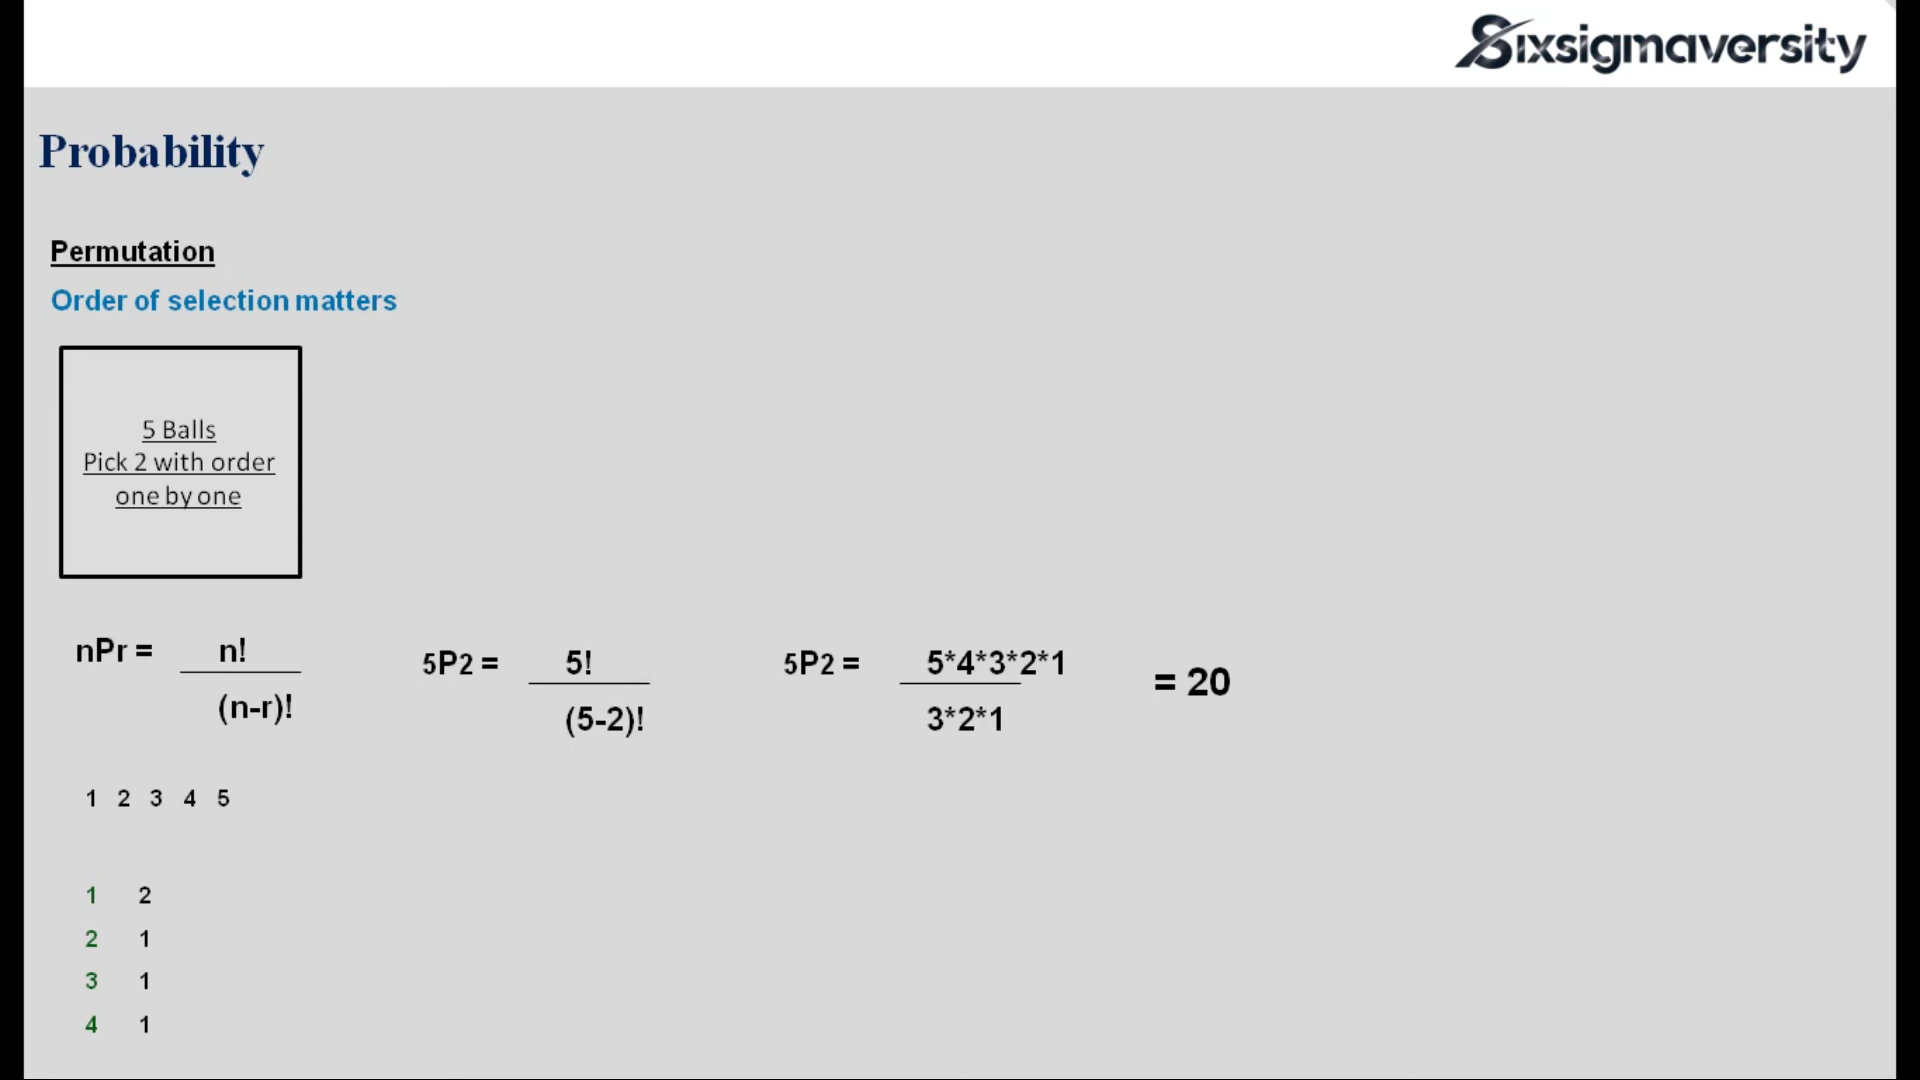 Sixsigmaversity
Probability
Permutation
Order of selection matters
5 Balls
Pick 2 with order
one by one
nPr = n!
(n-r)!
5P2 = 5!
(5-2)!
5P2 = 5*4*3*2*1
3*2*1
= 20
1 2 3 4 5
1 2
2 1
3 1
4 1